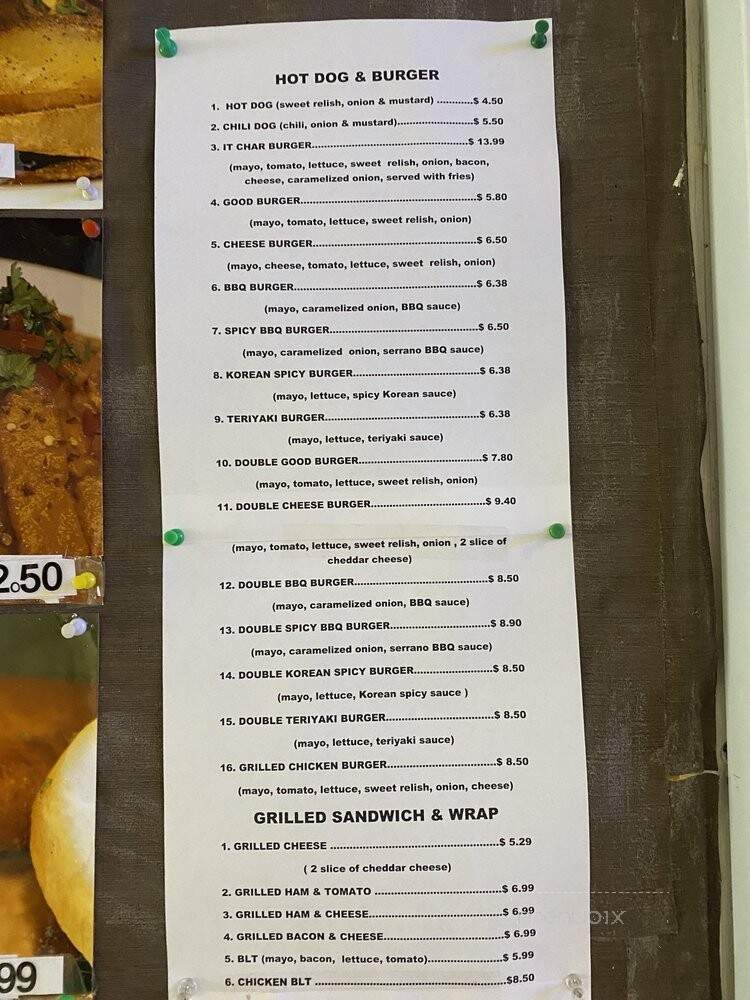 HOT DOG & BURGER
1. HOT DOG (sweet relish, onion & mustard) ............$ 4.50
2. CHILI DOG (chili, onion & mustard)......................$ 5.50
3. IT CHAR BURGER.............................................$ 13.99
(mayo, tomato, lettuce, sweet relish, onion, bacon,
cheese, caramelized onion, served with fries)
4. GOOD BURGER..................................................$ 5.80
(mayo, tomato, lettuce, sweet relish, onion)
5. CHEESE BURGER..............................................$ 6.50
(mayo, cheese, tomato, lettuce, sweet relish, onion)
6. BBQ BURGER....................................................$ 6.38
(mayo, caramelized onion, BBQ sauce)
7. SPICY BBQ BURGER..........................................$ 6.50
(mayo, caramelized onion, serrano BBQ sauce)
8. KOREAN SPICY BURGER...................................$ 6.38
(mayo, lettuce, spicy Korean sauce)
9. TERIYAKI BURGER...........................................$ 6.38
(mayo, lettuce, teriyaki sauce)
10. DOUBLE GOOD BURGER...................................$ 7.80
(mayo, tomato, lettuce, sweet relish, onion)
11. DOUBLE CHEESE BURGER................................$ 9.40
(mayo, tomato, lettuce, sweet relish, onion , 2 slice of
cheddar cheese)
12. DOUBLE BBQ BURGER......................................$ 8.50
(mayo, caramelized onion, BBQ sauce)
13. DOUBLE SPICY BBQ BURGER............................$ 8.90
(mayo, caramelized onion, serrano BBQ sauce)
14. DOUBLE KOREAN SPICY BURGER......................$ 8.50
(mayo, lettuce, Korean spicy sauce )
15. DOUBLE TERIYAKI BURGER..............................$ 8.50
(mayo, lettuce, teriyaki sauce)
16. GRILLED CHICKEN BURGER..............................$ 8.50
(mayo, tomato, lettuce, sweet relish, onion, cheese)
GRILLED SANDWICH & WRAP
1. GRILLED CHEESE ...............................................$ 5.29
( 2 slice of cheddar cheese)
2. GRILLED HAM & TOMATO ...................................$ 6.99
3. GRILLED HAM & CHEESE.....................................$ 6.99
4. GRILLED BACON & CHEESE.................................$ 6.99
5. BLT (mayo, bacon, lettuce, tomato).....................$ 5.99
6. CHICKEN BLT .....................................................$8.50
2.50
99